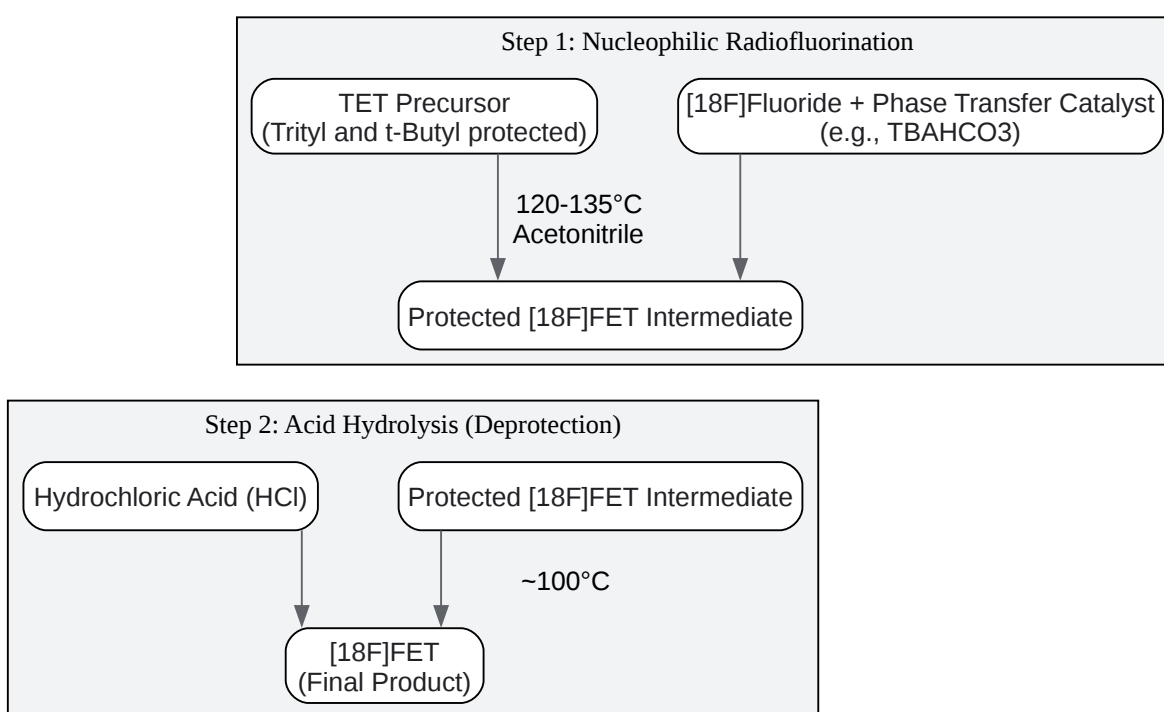 Step 1: Nucleophilic Radiofluorination
TET Precursor
(Trityl and t-Butyl protected)
[18F]Fluoride + Phase Transfer Catalyst
(e.g., TBAHCO3)
120-135°C
Acetonitrile
Protected [18F]FET Intermediate
Step 2: Acid Hydrolysis (Deprotection)
Hydrochloric Acid (HCl)
Protected [18F]FET Intermediate
~100°C
[18F]FET
(Final Product)